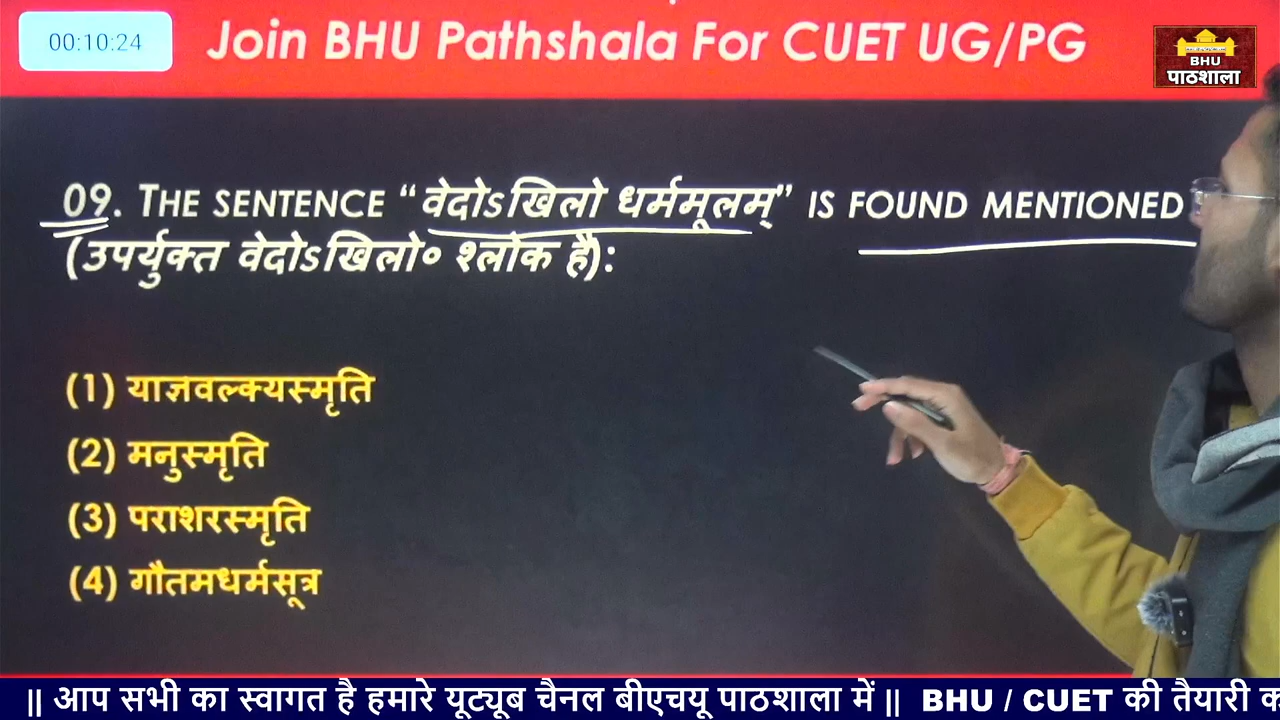 00:10:24
Join BHU Pathshala For CUET UG/PG
BHU
पाठशाला
09. THE SENTENCE “वेदोऽखिलो धर्ममूलम्” IS FOUND MENTIONED
(उपर्युक्त वेदोऽखिलो० श्लोक है):
(1) याज्ञवल्क्यस्मृति
(2) मनुस्मृति
(3) पराशरस्मृति
(4) गौतमधर्मसूत्र
|| आप सभी का स्वागत है हमारे यूट्यूब चैनल बीएचयू पाठशाला में || BHU / CUET की तैयारी